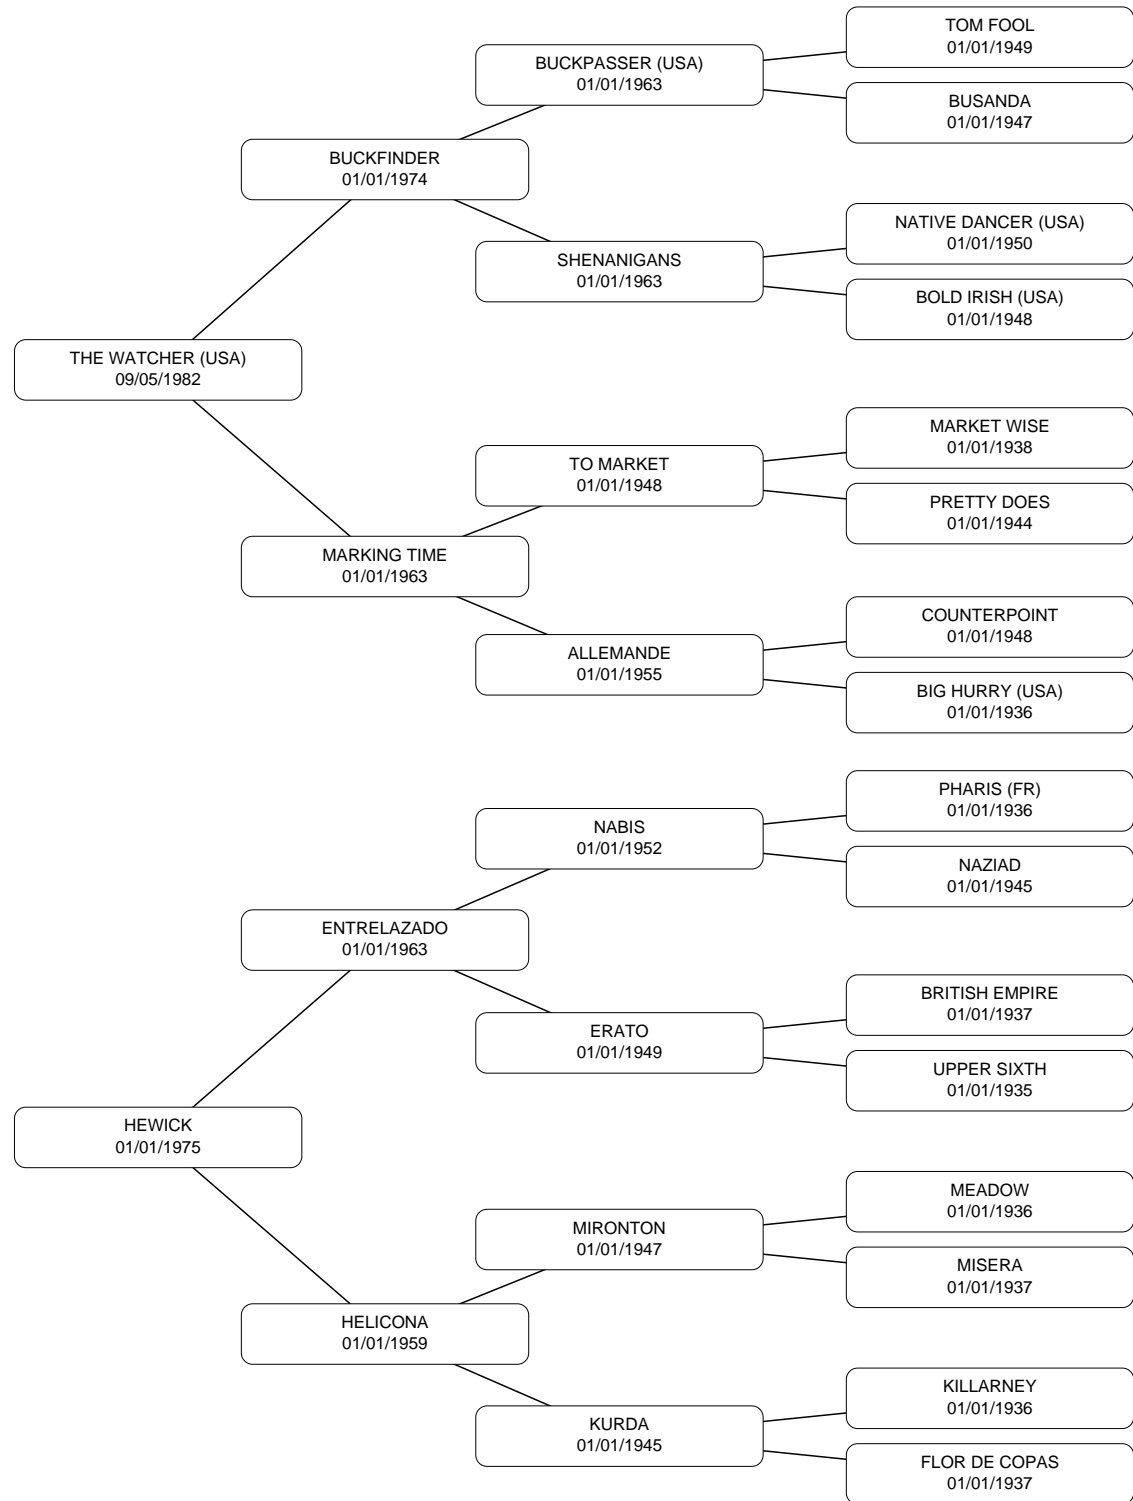 TOM FOOL
01/01/1949
BUCKPASSER (USA)
01/01/1963
BUSANDA
01/01/1947
BUCKFINDER
01/01/1974
NATIVE DANCER (USA)
01/01/1950
SHENANIGANS
01/01/1963
BOLD IRISH (USA)
01/01/1948
THE WATCHER (USA)
09/05/1982
MARKET WISE
01/01/1938
TO MARKET
01/01/1948
PRETTY DOES
01/01/1944
MARKING TIME
01/01/1963
COUNTERPOINT
01/01/1948
ALLEMANDE
01/01/1955
BIG HURRY (USA)
01/01/1936
PHARIS (FR)
01/01/1936
NABIS
01/01/1952
NAZIAD
01/01/1945
ENTRELAZADO
01/01/1963
BRITISH EMPIRE
01/01/1937
ERATO
01/01/1949
UPPER SIXTH
01/01/1935
HEWICK
01/01/1975
MEADOW
01/01/1936
MIRONTON
01/01/1947
MISERA
01/01/1937
HELICONA
01/01/1959
KILLARNEY
01/01/1936
KURDA
01/01/1945
FLOR DE COPAS
01/01/1937